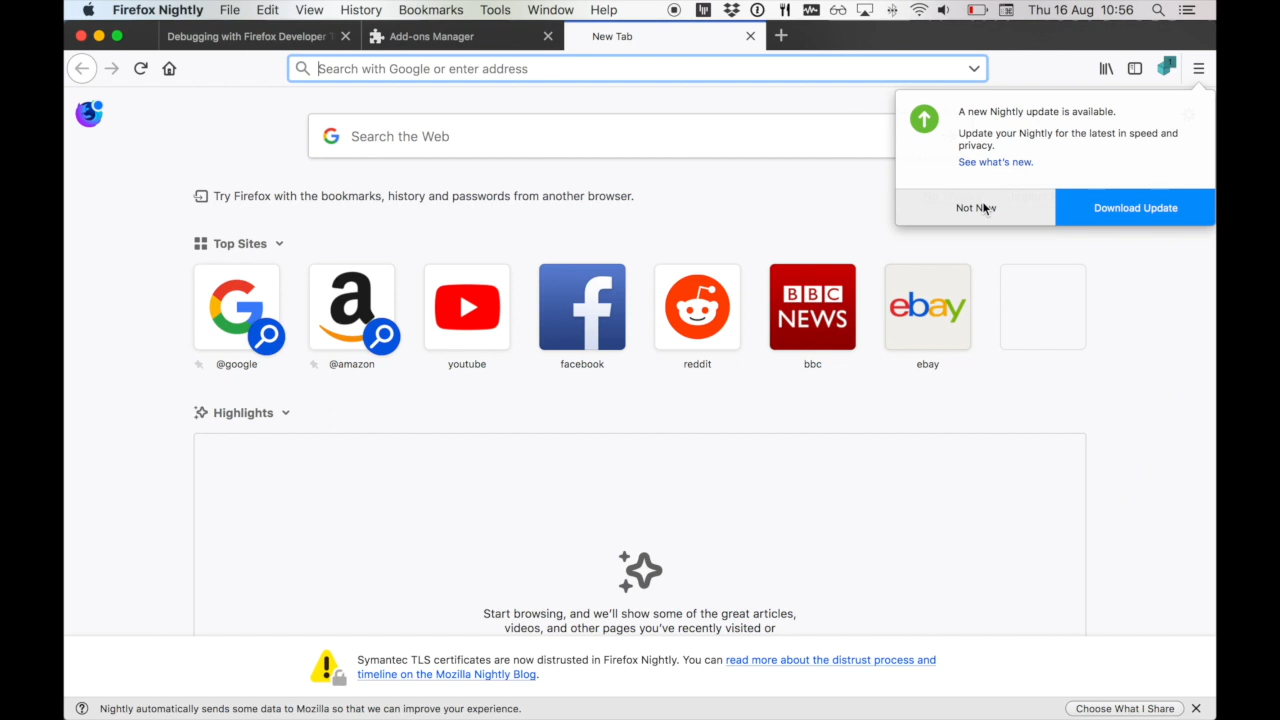 Firefox Nightly File Edit View History Bookmarks Tools Window Help Thu 16 Aug 10:56
Debugging with Firefox Developer T Add-ons Manager New Tab
Search with Google or enter address
A new Nightly update is available.
Update your Nightly for the latest in speed and
privacy.
See what's new.
Not Now Download Update
Search the Web
Try Firefox with the bookmarks, history and passwords from another browser.
Top Sites
BBC
NEWS
ebay
@google @amazon youtube facebook reddit bbc ebay
Highlights
Start browsing, and we'll show some of the great articles,
videos, and other pages you've recently visited or
Symantec TLS certificates are now distrusted in Firefox Nightly. You can read more about the distrust process and
timeline on the Mozilla Nightly Blog.
Nightly automatically sends some data to Mozilla so that we can improve your experience. Choose What I Share